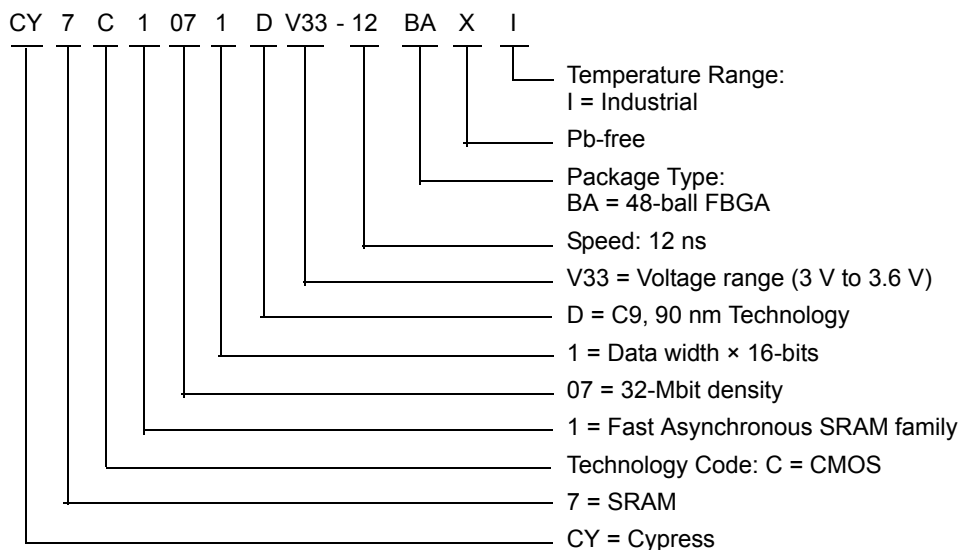 CY 7 C 1 07 1 D V33 - 12 BA X I
Temperature Range:
I = Industrial
Pb-free
Package Type:
BA = 48-ball FBGA
Speed: 12 ns
V33 = Voltage range (3 V to 3.6 V)
D = C9, 90 nm Technology
1 = Data width × 16-bits
07 = 32-Mbit density
1 = Fast Asynchronous SRAM family
Technology Code: C = CMOS
7 = SRAM
CY = Cypress